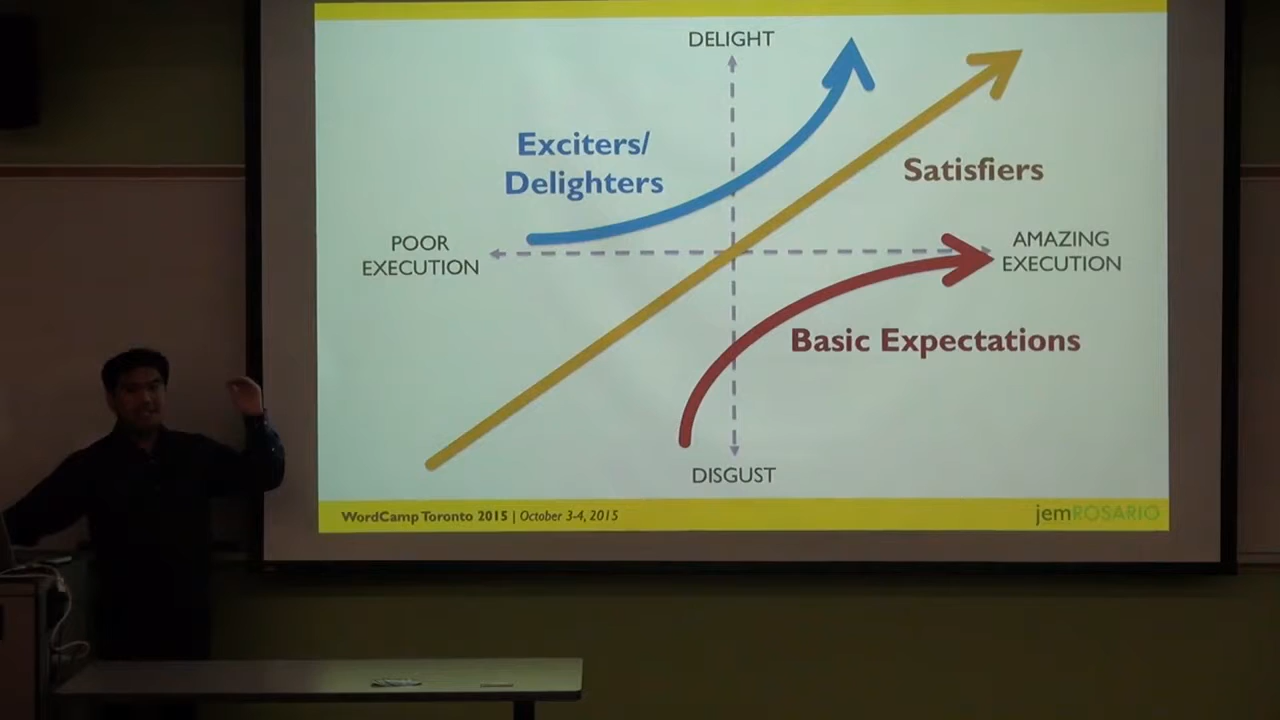 DELIGHT
Exciters/
Delighters
Satisfiers
POOR
EXECUTION
AMAZING
EXECUTION
Basic Expectations
DISGUST
WordCamp Toronto 2015 | October 3-4, 2015
jemROSARIO